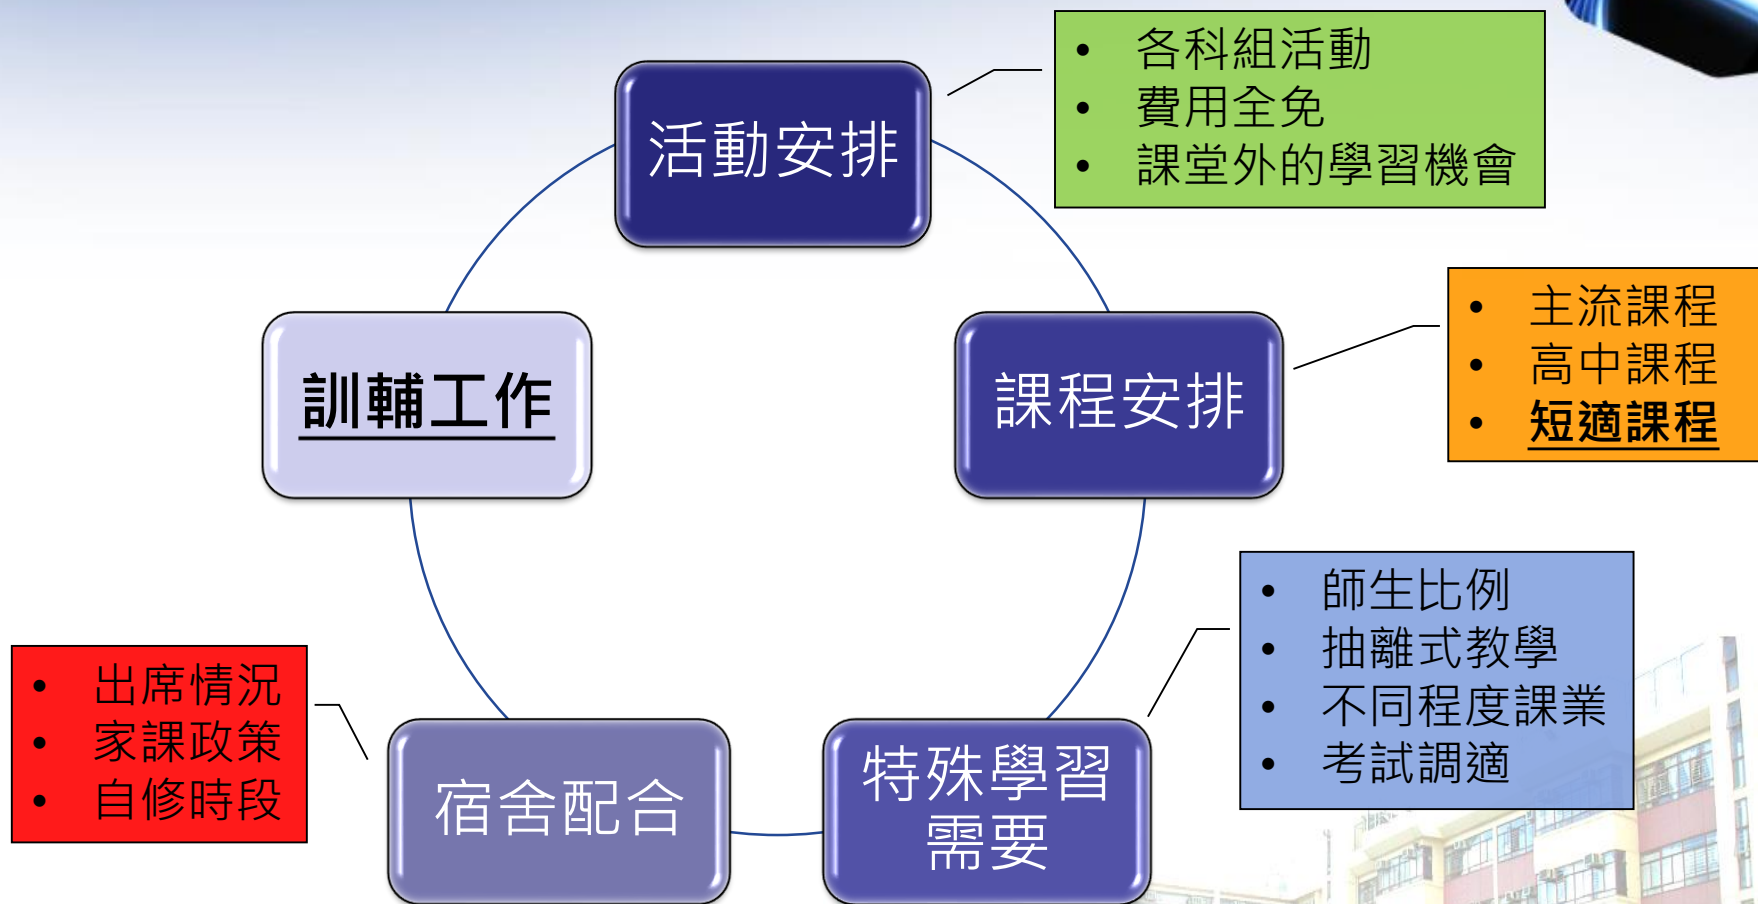 活動安排
• 各科組活動
• 費用全免
• 課堂外的學習機會
課程安排
• 主流課程
• 高中課程
• 短適課程
特殊學習
需要
• 師生比例
• 抽離式教學
• 不同程度課業
• 考試調適
宿舍配合
• 出席情況
• 家課政策
• 自修時段
訓輔工作